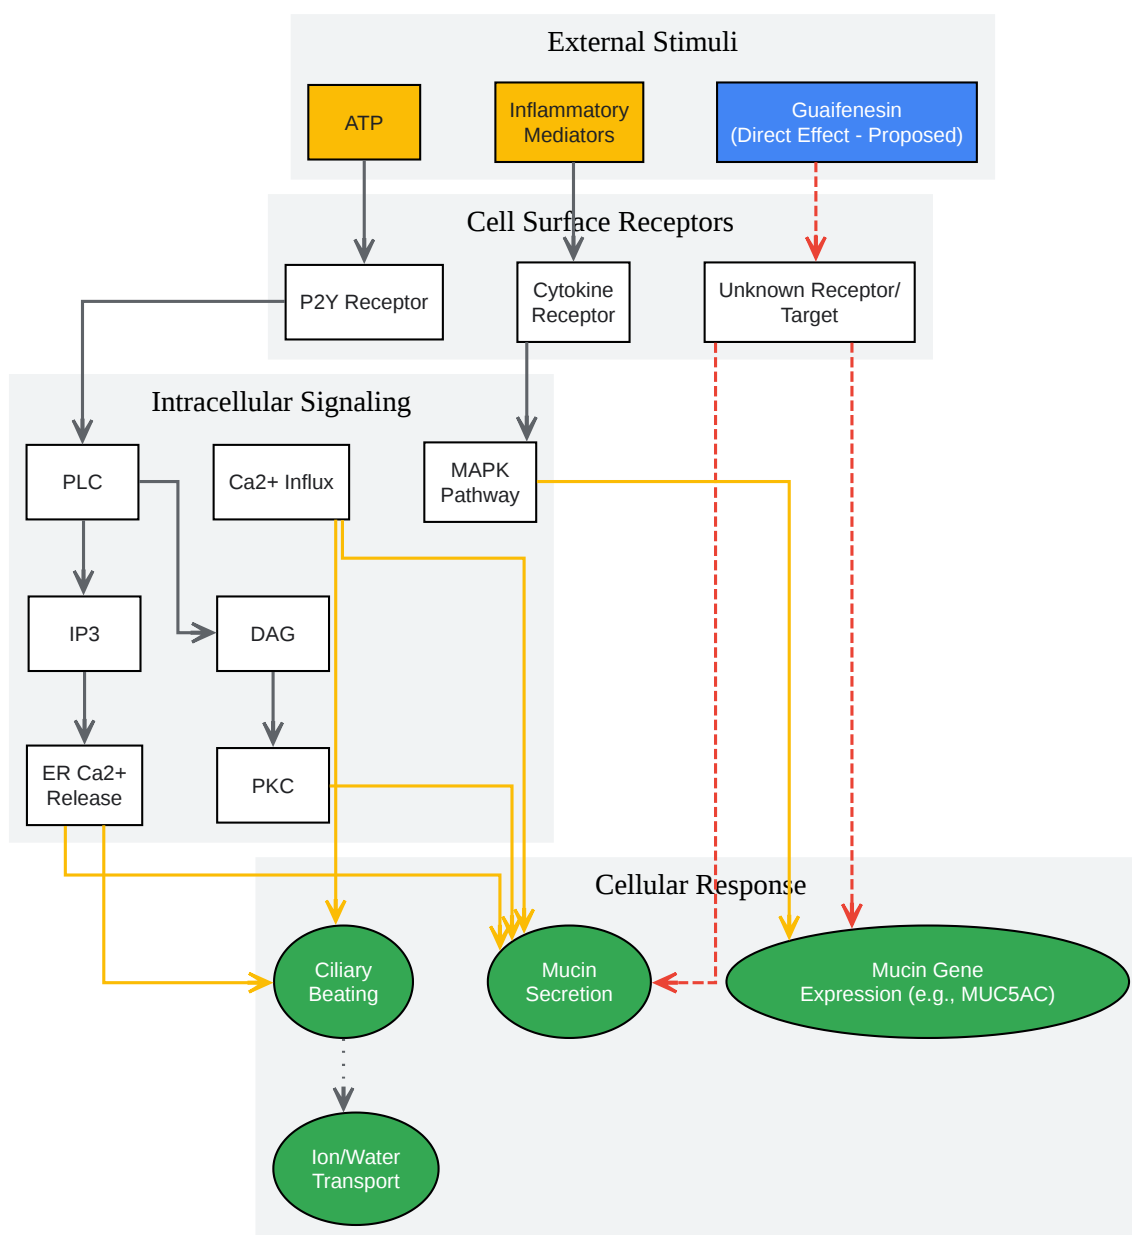 External Stimuli
ATP
Inflammatory
Mediators
Guaifenesin
(Direct Effect - Proposed)
Cell Surface Receptors
P2Y Receptor
Cytokine
Receptor
Unknown Receptor/
Target
Intracellular Signaling
PLC
Ca2+ Influx
MAPK
Pathway
IP3
DAG
ER Ca2+
Release
PKC
Cellular Response
Ciliary
Beating
Mucin
Secretion
Mucin Gene
Expression (e.g., MUC5AC)
Ion/Water
Transport